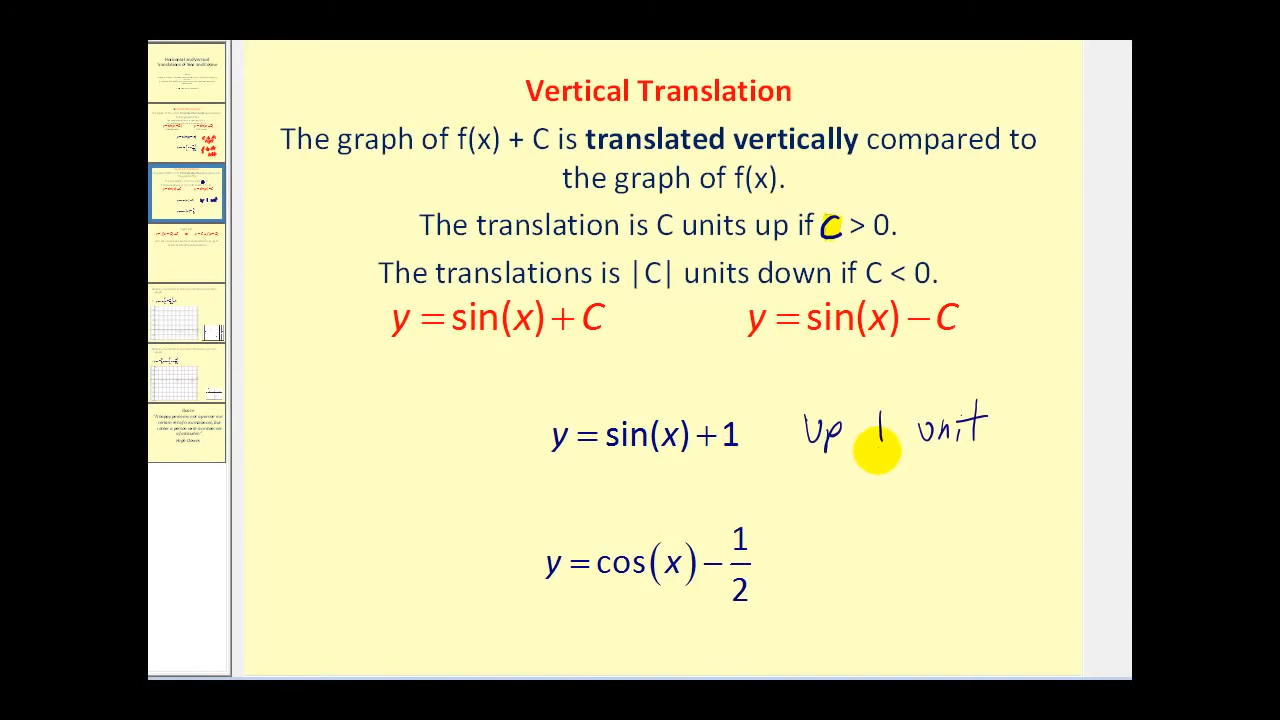 Vertical Translation
The graph of f(x) + C is translated vertically compared to
the graph of f(x).
The translation is C units up if C > 0.
The translations is |C| units down if C < 0.
y = sin(x) + C y = sin(x) − C
y = sin(x) + 1 up 1 unit
y = cos(x) − 1/2